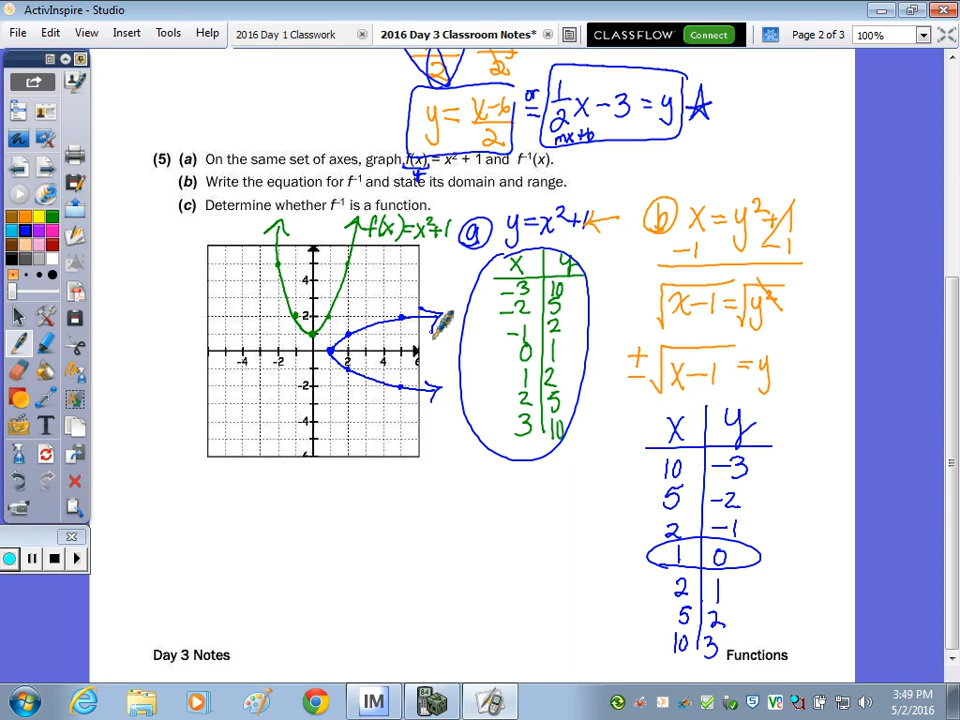 ActivInspire - Studio
File Edit View Insert Tools Help
2016 Day 1 Classwork
2016 Day 3 Classroom Notes*
CLASSFLOW Connect
Page 2 of 3
100%
2 2
y = x-6/2 or = 1/2 x - 3 = y
mx+b
(5) (a) On the same set of axes, graph f(x) = x² + 1 and f⁻¹(x).
y
(b) Write the equation for f⁻¹ and state its domain and range.
(c) Determine whether f⁻¹ is a function.
f(x)=x²+1
(a) y=x²+1
x y
-3 10
-2 5
-1 2
0 1
1 2
2 5
3 10
4
2
-4 -2 2 4 6
-2
-4
(b) x = y²+1
-1 -1
√x-1 = √y²
±√x-1 = y
x y
10 -3
5 -2
2 -1
1 0
2 1
5 2
10 3
Day 3 Notes
Functions
IM
84
3:49 PM
5/2/2016